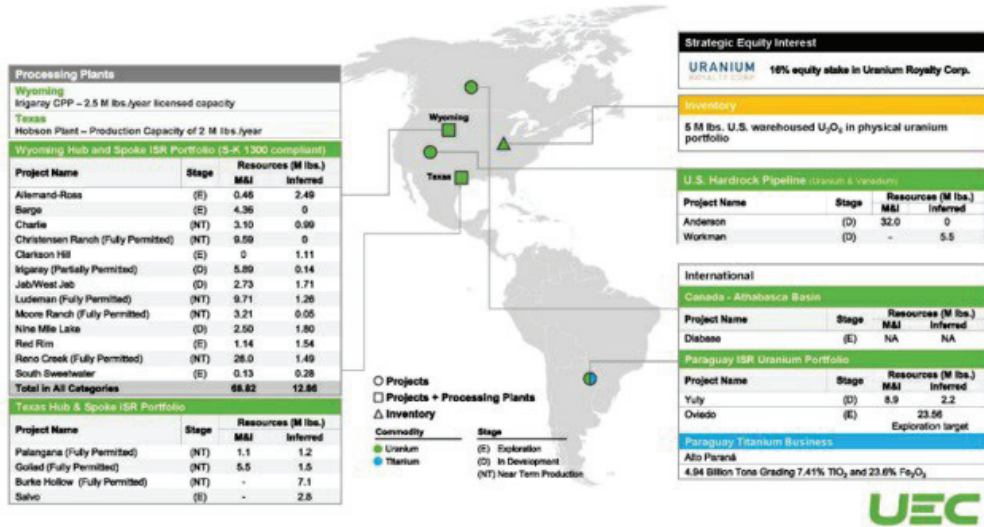 Processing Plants
Wyoming
Irigaray CPP – 2.5 M lbs./year licensed capacity
Texas
Hobson Plant – Production Capacity of 2 M lbs./year
Wyoming Hub and Spoke ISR Portfolio (S-K 1300 compliant)
Project Name Stage Resources (M lbs.)
M&I Inferred
Allemand-Ross (E) 0.46 2.49
Barge (E) 4.36 0
Charlie (NT) 3.10 0.99
Christensen Ranch (Fully Permitted) (NT) 9.59 0
Clarkson Hill (E) 0 1.11
Irigaray (Partially Permitted) (D) 5.89 0.14
Jab/West Jab (D) 2.73 1.71
Ludeman (Fully Permitted) (NT) 9.71 1.26
Moore Ranch (Fully Permitted) (NT) 3.21 0.05
Nine Mile Lake (D) 2.50 1.80
Red Rim (E) 1.14 1.54
Reno Creek (Fully Permitted) (NT) 26.0 1.49
South Sweetwater (E) 0.13 0.28
Total in All Categories 68.82 12.86
Texas Hub & Spoke ISR Portfolio
Project Name Stage Resources (M lbs.)
M&I Inferred
Palangana (Fully Permitted) (NT) 1.1 1.2
Goliad (Fully Permitted) (NT) 5.5 1.5
Burke Hollow (Fully Permitted) (NT) - 7.1
Salvo (E) - 2.8
Wyoming
Texas
Projects
Projects + Processing Plants
Inventory
Commodity
Uranium
Titanium
Stage
(E) Exploration
(D) In Development
(NT) Near Term Production
Strategic Equity Interest
URANIUM
ROYALTY CORP
16% equity stake in Uranium Royalty Corp.
Inventory
5 M lbs. U.S. warehoused U₃O₈ in physical uranium
portfolio
U.S. Hardrock Pipeline (Uranium & Vanadium)
Project Name Stage Resources (M lbs.)
M&I Inferred
Anderson (D) 32.0 0
Workman (D) - 5.5
International
Canada - Athabasca Basin
Project Name Stage Resources (M lbs.)
M&I Inferred
Diabase (E) NA NA
Paraguay ISR Uranium Portfolio
Project Name Stage Resources (M lbs.)
M&I Inferred
Yuty (D) 8.9 2.2
Oviedo (E) 23.56
Exploration target
Paraguay Titanium Business
Alto Paraná
4.94 Billion Tons Grading 7.41% TiO₂ and 23.6% Fe₂O₃
UEC